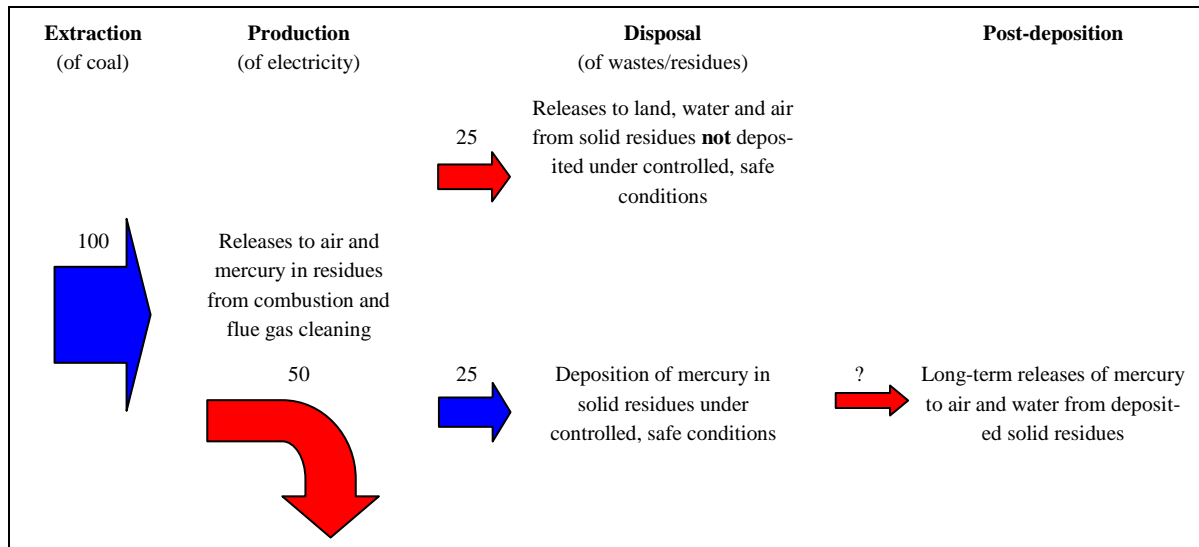 Extraction
(of coal)
Production
(of electricity)
Disposal
(of wastes/residues)
Post-deposition
25
Releases to land, water and air
from solid residues not depos-
ited under controlled, safe
conditions
100
Releases to air and
mercury in residues
from combustion and
flue gas cleaning
50
25
Deposition of mercury in
solid residues under
controlled, safe conditions
?
Long-term releases of mercury
to air and water from deposit-
ed solid residues